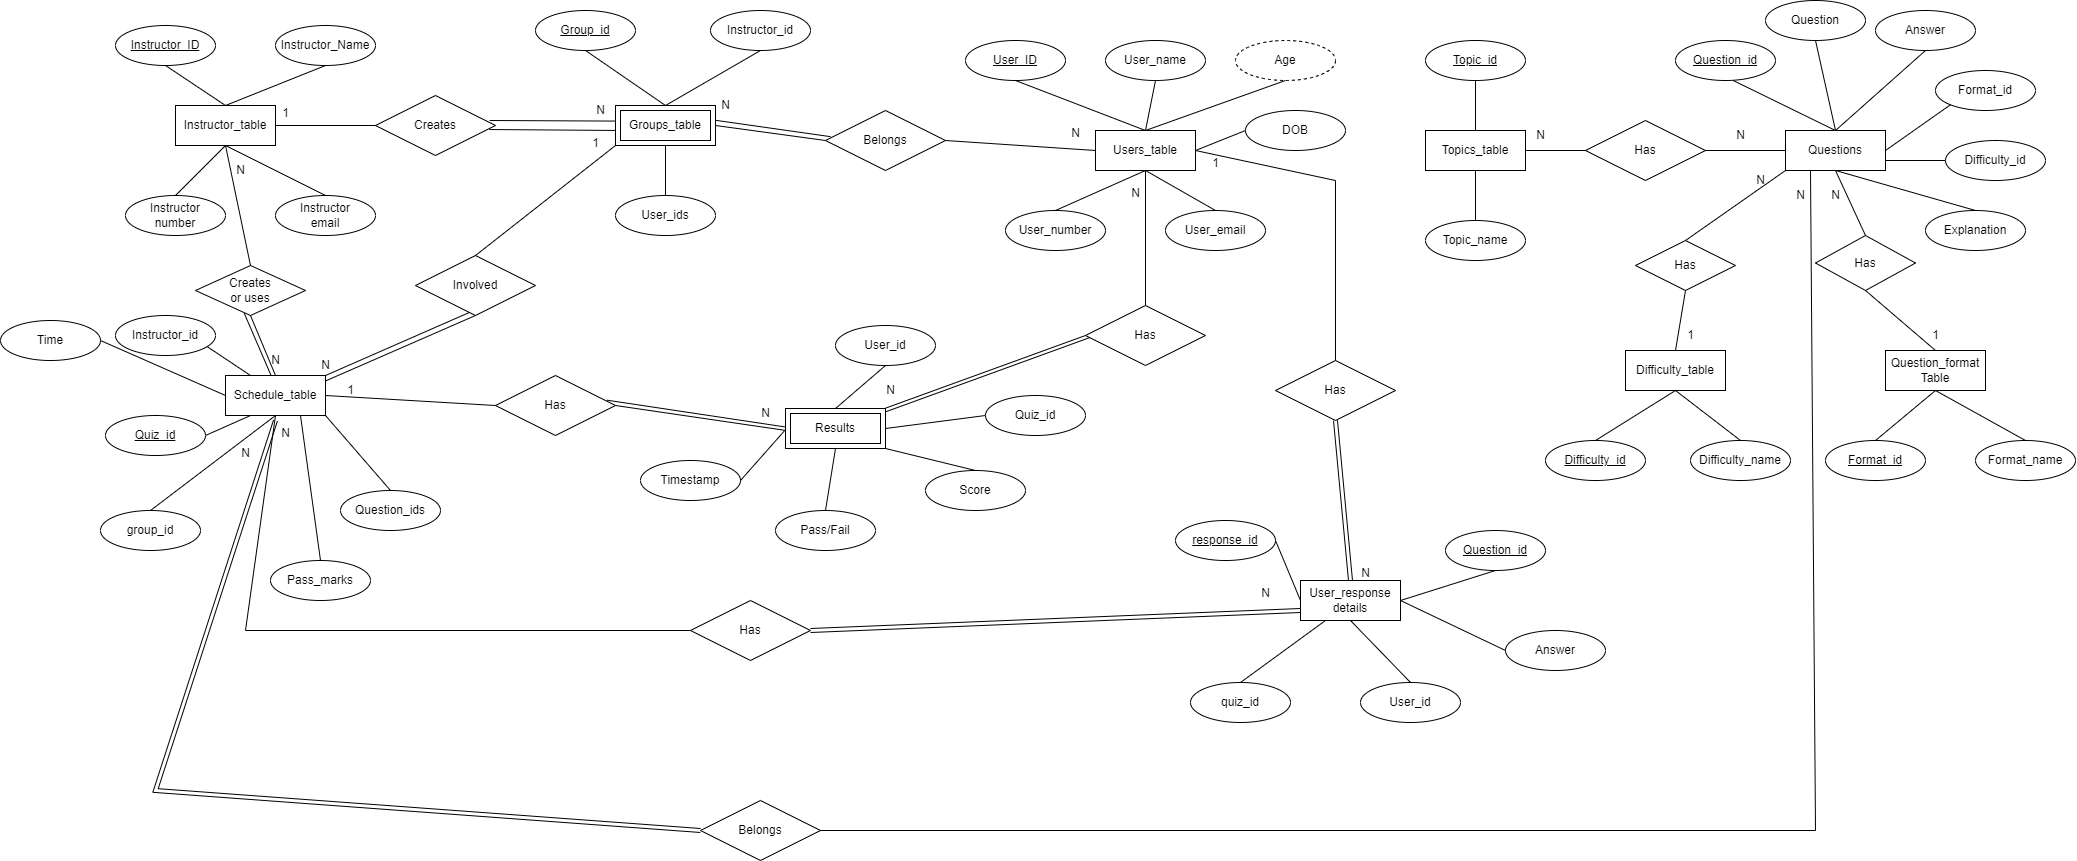 Group_id
Instructor_id
Question
Answer
Instructor_ID
Instructor_Name
User_ID
User_name
Age
Topic_id
Question_id
Format_id
1
Creates
N
Groups_table
N
Instructor_table
DOB
Belongs
N
Users_table
1
Topics_table
N
Has
N
Questions
Difficulty_id
1
N
Instructor
number
Instructor
email
User_ids
N
User_number
User_email
Topic_name
N
N
N
Explanation
Has
Has
Creates
or uses
Involved
Time
Instructor_id
N
N
User_id
Has
1
1
Schedule_table
1
Has
N
N
Results
Quiz_id
Has
Difficulty_table
Question_format
Table
Quiz_id
N
N
Timestamp
Score
Pass/Fail
Difficulty_id
Difficulty_name
Format_id
Format_name
group_id
Question_ids
Pass_marks
response_id
Question_id
N
N
User_response
details
Has
Answer
quiz_id
User_id
Belongs